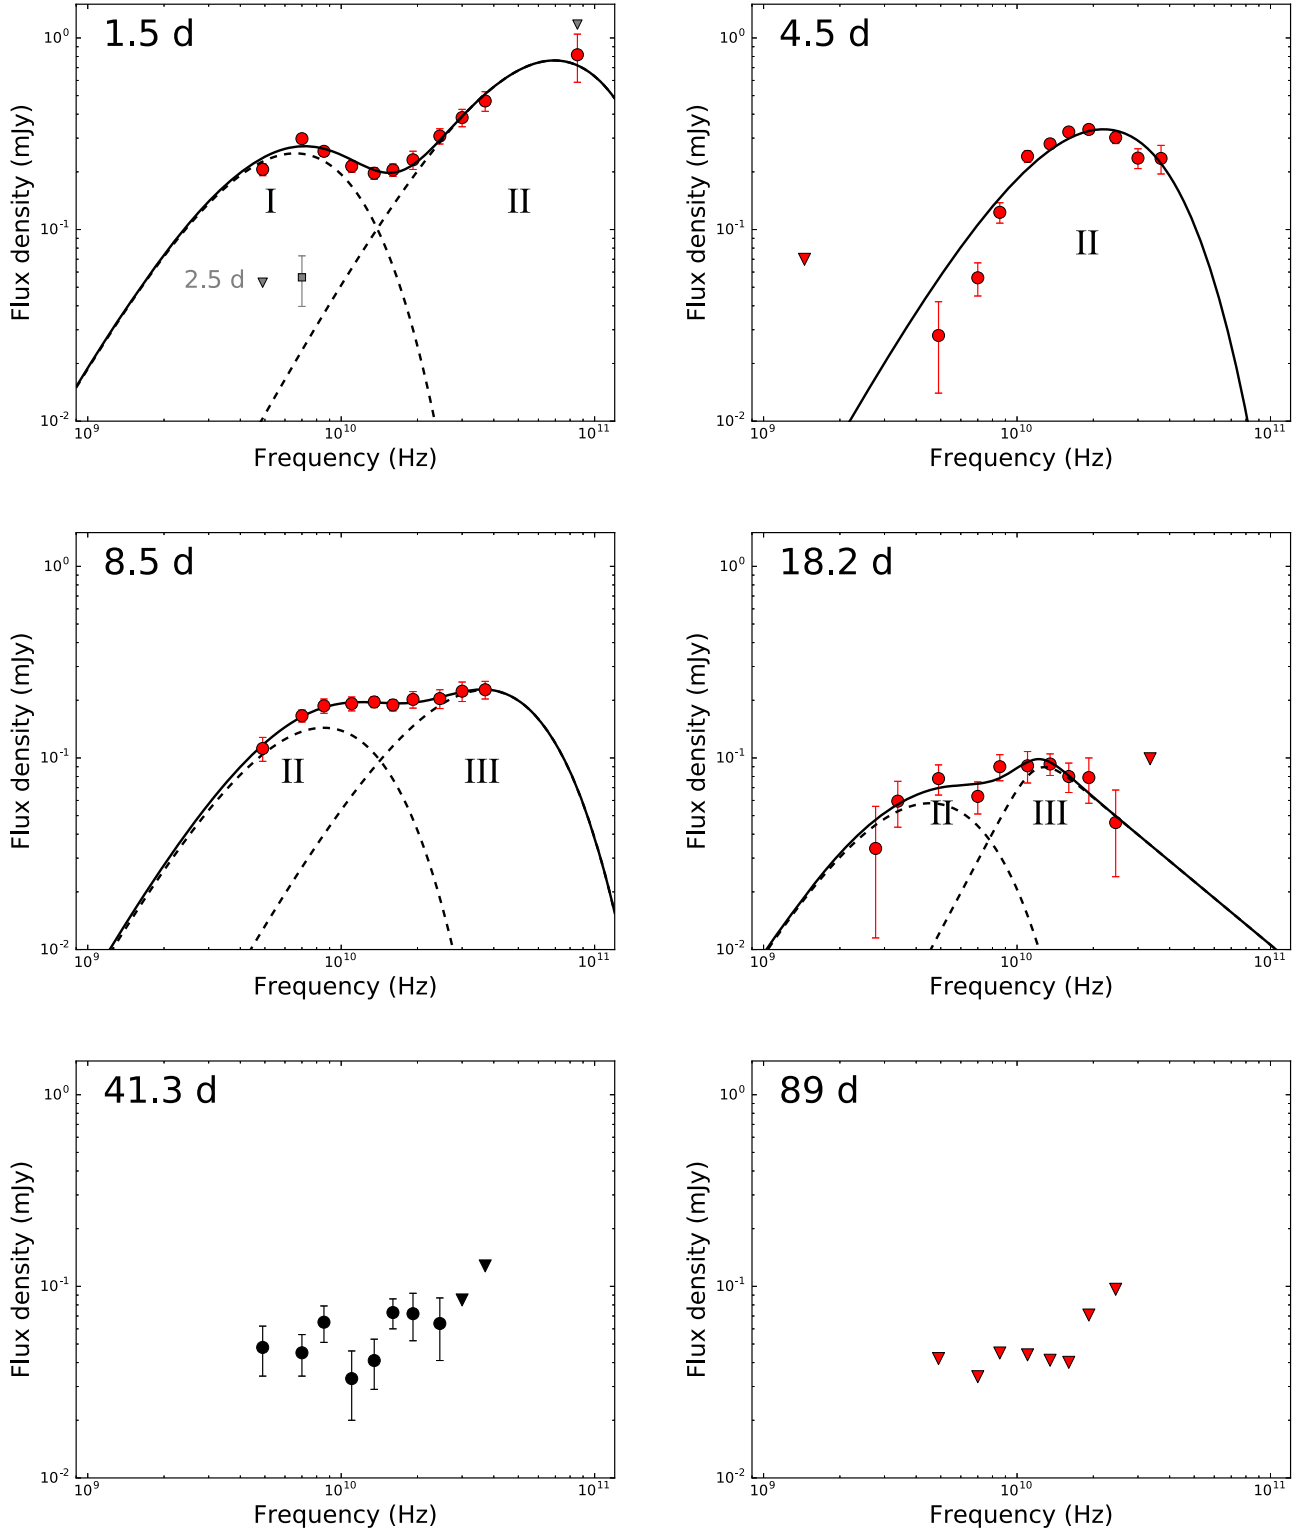 1.5 d
10⁰
10⁻¹
10⁻²
Flux density (mJy)
I
II
2.5 d
10⁹
10¹⁰
10¹¹
Frequency (Hz)
4.5 d
10⁰
10⁻¹
10⁻²
Flux density (mJy)
II
10⁹
10¹⁰
10¹¹
Frequency (Hz)
8.5 d
10⁰
10⁻¹
10⁻²
Flux density (mJy)
II
III
10⁹
10¹⁰
10¹¹
Frequency (Hz)
18.2 d
10⁰
10⁻¹
10⁻²
Flux density (mJy)
II
III
10⁹
10¹⁰
10¹¹
Frequency (Hz)
41.3 d
10⁰
10⁻¹
10⁻²
Flux density (mJy)
10⁹
10¹⁰
10¹¹
Frequency (Hz)
89 d
10⁰
10⁻¹
10⁻²
Flux density (mJy)
10⁹
10¹⁰
10¹¹
Frequency (Hz)